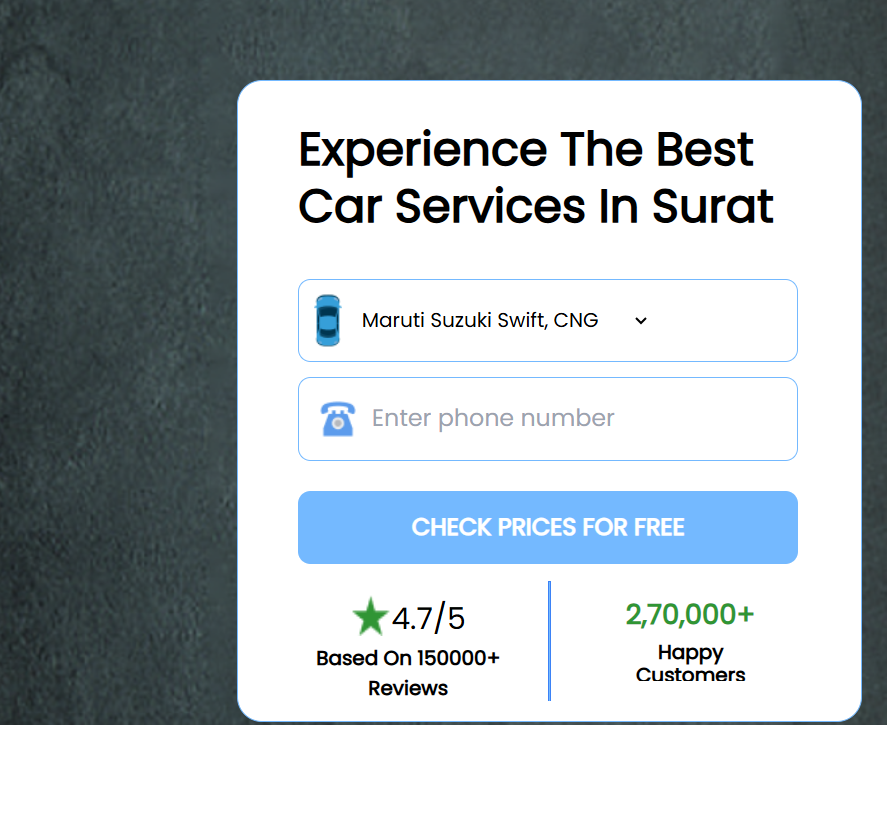 Experience The Best
Car Services In Surat
Maruti Suzuki Swift, CNG
Enter phone number
CHECK PRICES FOR FREE
4.7/5
Based On 150000+
Reviews
2,70,000+
Happy
Customers